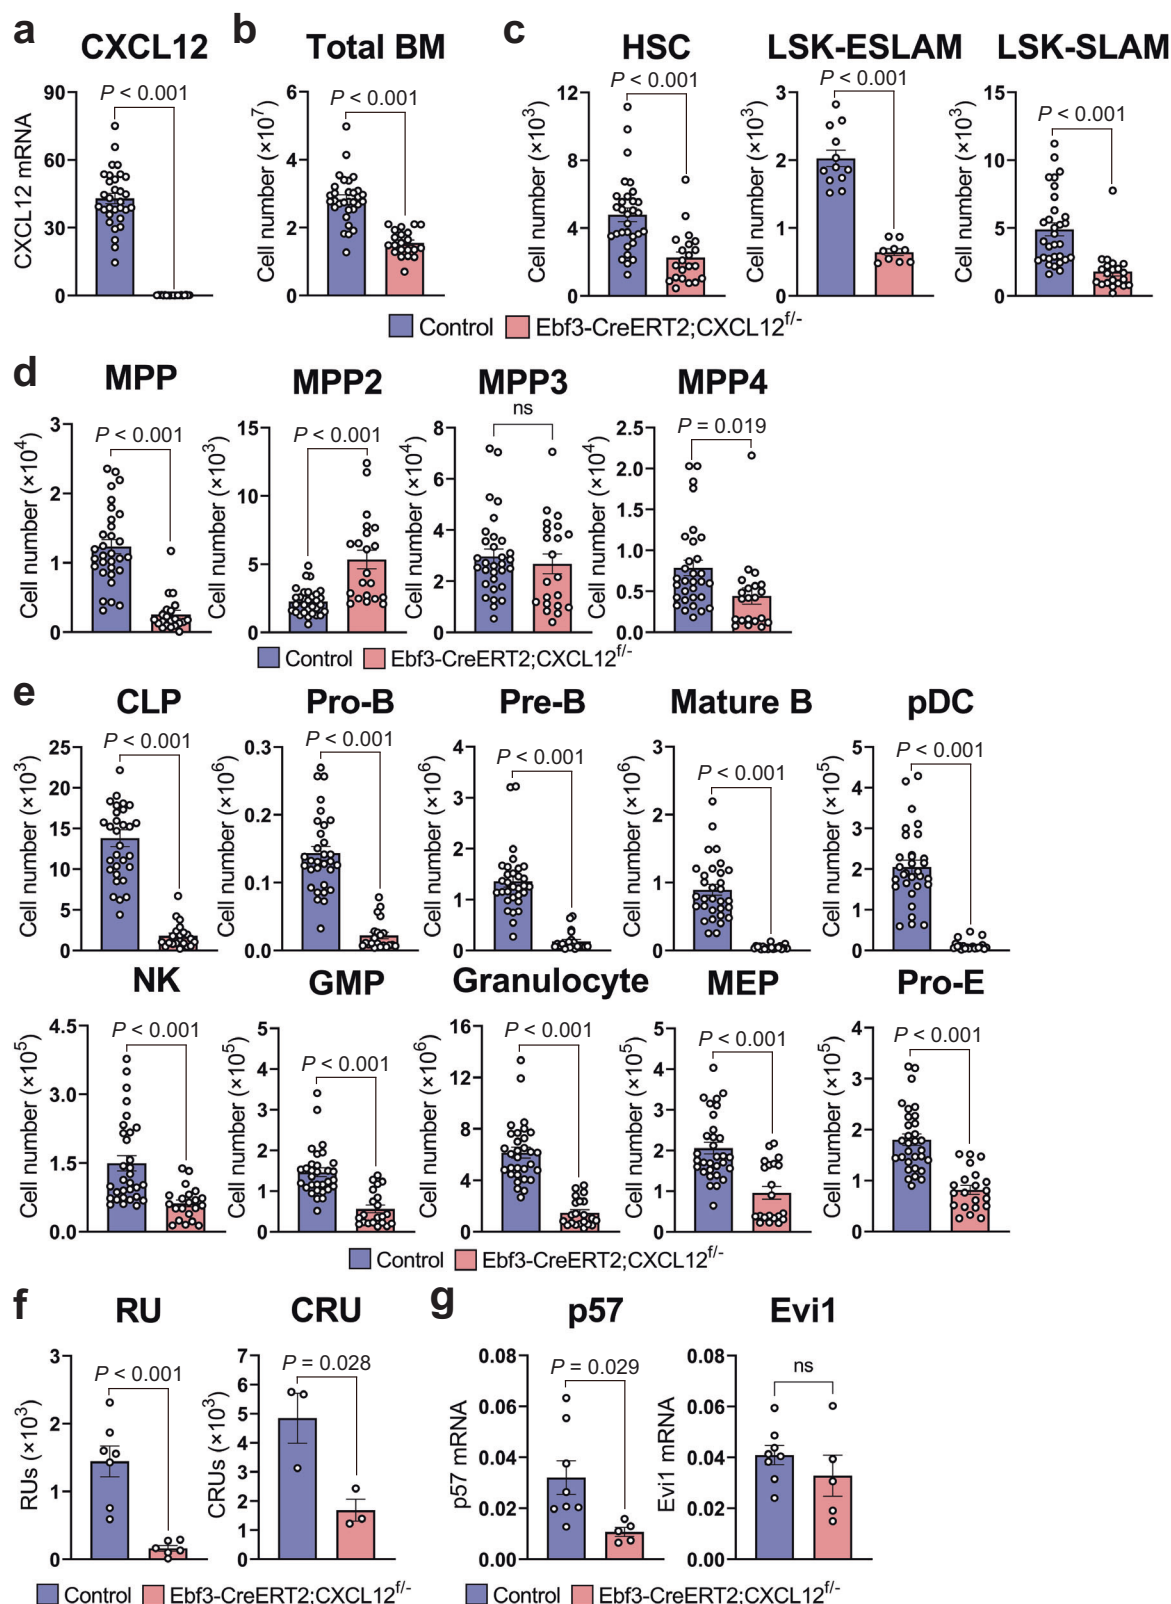 a CXCL12 b Total BM c HSC LSK-ESLAM LSK-SLAM
CXCL12 mRNA
90
60
30
0
P < 0.001
Cell number (×10⁷)
6
4
2
0
P < 0.001
Cell number (×10³)
12
8
4
0
P < 0.001
Cell number (×10³)
3
2
1
0
P < 0.001
Cell number (×10³)
15
10
5
0
P < 0.001
Control Ebf3-CreERT2;CXCL12f/-
d MPP MPP2 MPP3 MPP4
Cell number (×10⁴)
3
2
1
0
P < 0.001
Cell number (×10³)
15
10
5
0
P < 0.001
Cell number (×10⁴)
8
6
4
2
0
ns
Cell number (×10⁴)
2.5
2.0
1.5
1.0
0.5
0.0
P = 0.019
Control Ebf3-CreERT2;CXCL12f/-
e CLP Pro-B Pre-B Mature B pDC
Cell number (×10³)
25
20
15
10
5
0
P < 0.001
Cell number (×10⁶)
0.3
0.2
0.1
0
P < 0.001
Cell number (×10⁶)
4
3
2
1
0
P < 0.001
Cell number (×10⁶)
3
2
1
0
P < 0.001
Cell number (×10⁵)
5
4
3
2
1
0
P < 0.001
NK GMP Granulocyte MEP Pro-E
Cell number (×10⁵)
4.5
3.0
1.5
0.0
P < 0.001
Cell number (×10⁵)
5
4
3
2
1
0
P < 0.001
Cell number (×10⁶)
16
12
8
4
0
P < 0.001
Cell number (×10⁵)
5
4
3
2
1
0
P < 0.001
Cell number (×10⁵)
4
3
2
1
0
P < 0.001
Control Ebf3-CreERT2;CXCL12f/-
f RU CRU g p57 Evi1
RUs (×10³)
3
2
1
0
P < 0.001
CRUs (×10³)
7
6
5
4
3
2
1
0
P = 0.028
p57 mRNA
0.08
0.06
0.04
0.02
0.00
P = 0.029
Evi1 mRNA
0.08
0.06
0.04
0.02
0.00
ns
Control Ebf3-CreERT2;CXCL12f/- Control Ebf3-CreERT2;CXCL12f/-